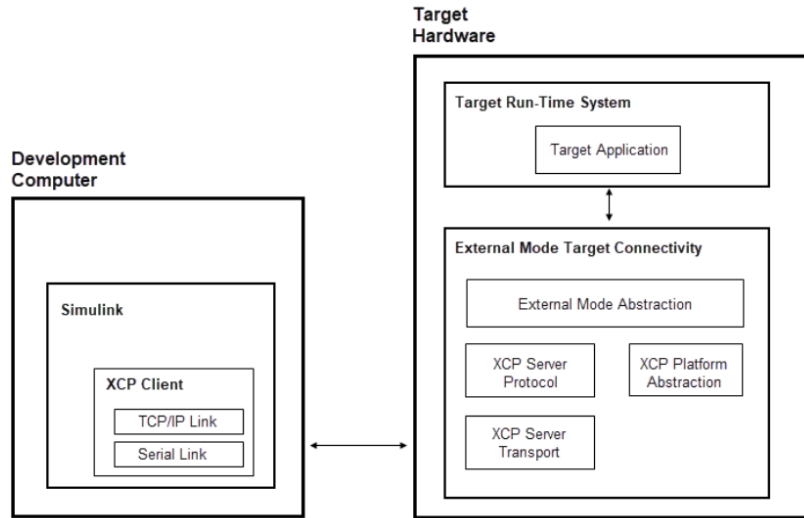 Development
Computer
Simulink
XCP Client
TCP/IP Link
Serial Link
Target
Hardware
Target Run-Time System
Target Application
External Mode Target Connectivity
External Mode Abstraction
XCP Server
Protocol
XCP Platform
Abstraction
XCP Server
Transport